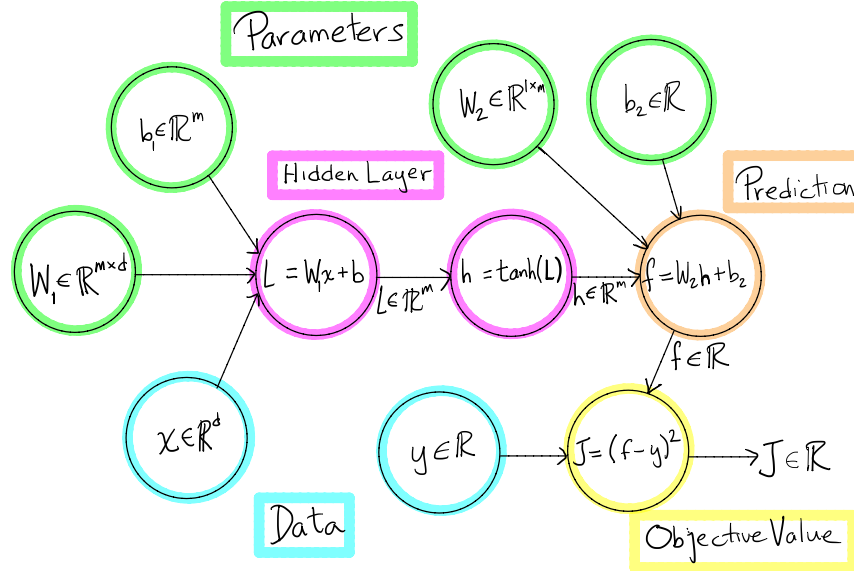 Parameters
b₁∈ℝᵐ
W₂∈ℝ¹ˣᵐ
b₂∈ℝ
Hidden Layer
Prediction
W₁∈ℝᵐˣᵈ
L = W₁x+b
L∈ℝᵐ
h = tanh(L)
h∈ℝᵐ
f=W₂h+b₂
f∈ℝ
x∈ℝᵈ
y∈ℝ
J=(f-y)²
J∈ℝ
Data
Objective Value